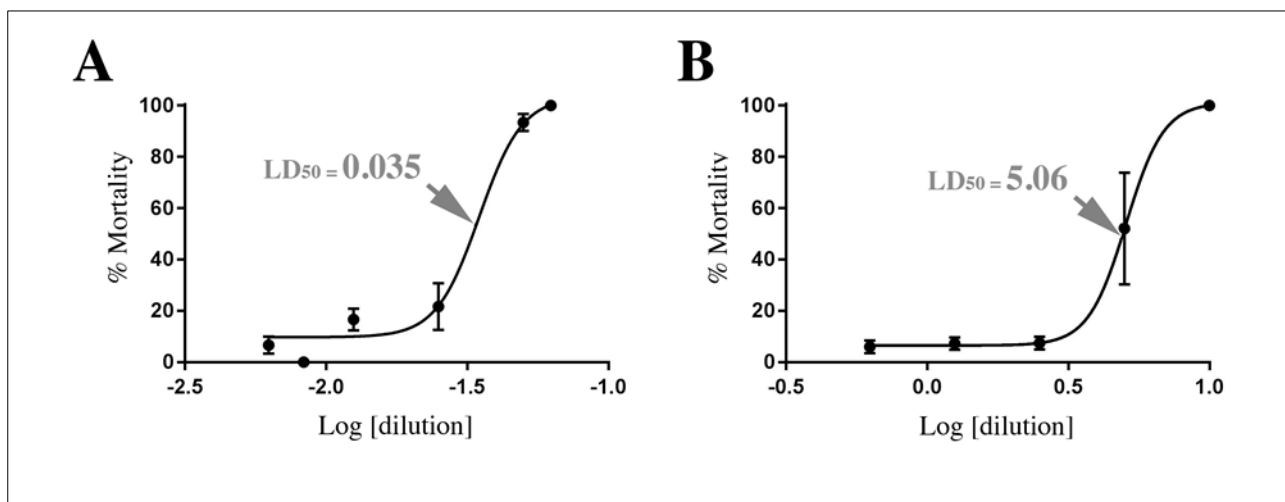 A
% Mortality
100
80
60
40
20
0
LD50 = 0.035
-2.5 -2.0 -1.5 -1.0
Log [dilution]
B
% Mortality
100
80
60
40
20
0
LD50 = 5.06
-0.5 0.0 0.5 1.0
Log [dilution]